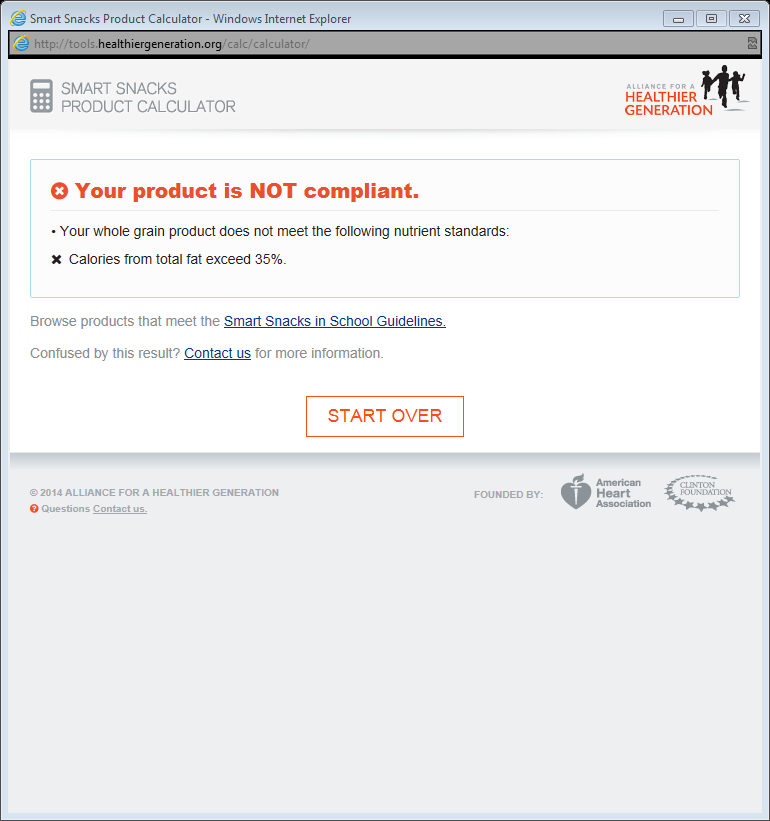 Smart Snacks Product Calculator - Windows Internet Explorer
http://tools.healthiergeneration.org/calc/calculator/
SMART SNACKS
PRODUCT CALCULATOR
ALLIANCE FOR A
HEALTHIER
GENERATION
Your product is NOT compliant.
• Your whole grain product does not meet the following nutrient standards:
✖ Calories from total fat exceed 35%.
Browse products that meet the Smart Snacks in School Guidelines.
Confused by this result? Contact us for more information.
START OVER
© 2014 ALLIANCE FOR A HEALTHIER GENERATION
Questions Contact us.
FOUNDED BY:
American
Heart
Association
CLINTON
FOUNDATION